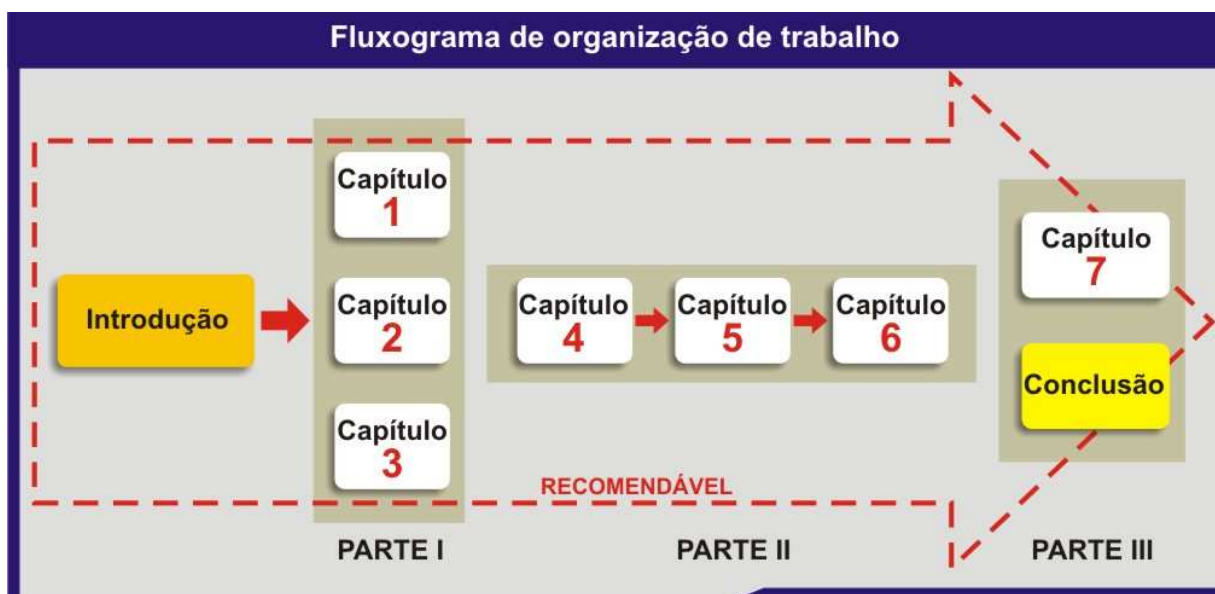 Fluxograma de organização de trabalho
Introdução
Capítulo
1
Capítulo
2
Capítulo
3
Capítulo
4
Capítulo
5
Capítulo
6
Capítulo
7
Conclusão
RECOMENDÁVEL
PARTE I
PARTE II
PARTE III